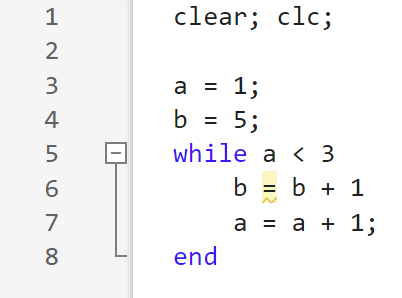 1 clear; clc;
2
3 a = 1;
4 b = 5;
5 while a < 3
6 b = b + 1
7 a = a + 1;
8 end